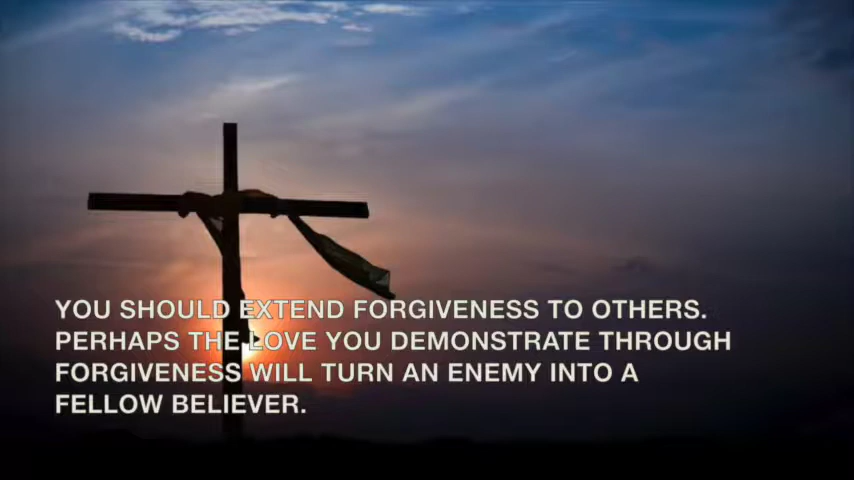 YOU SHOULD EXTEND FORGIVENESS TO OTHERS.
PERHAPS THE LOVE YOU DEMONSTRATE THROUGH
FORGIVENESS WILL TURN AN ENEMY INTO A
FELLOW BELIEVER.